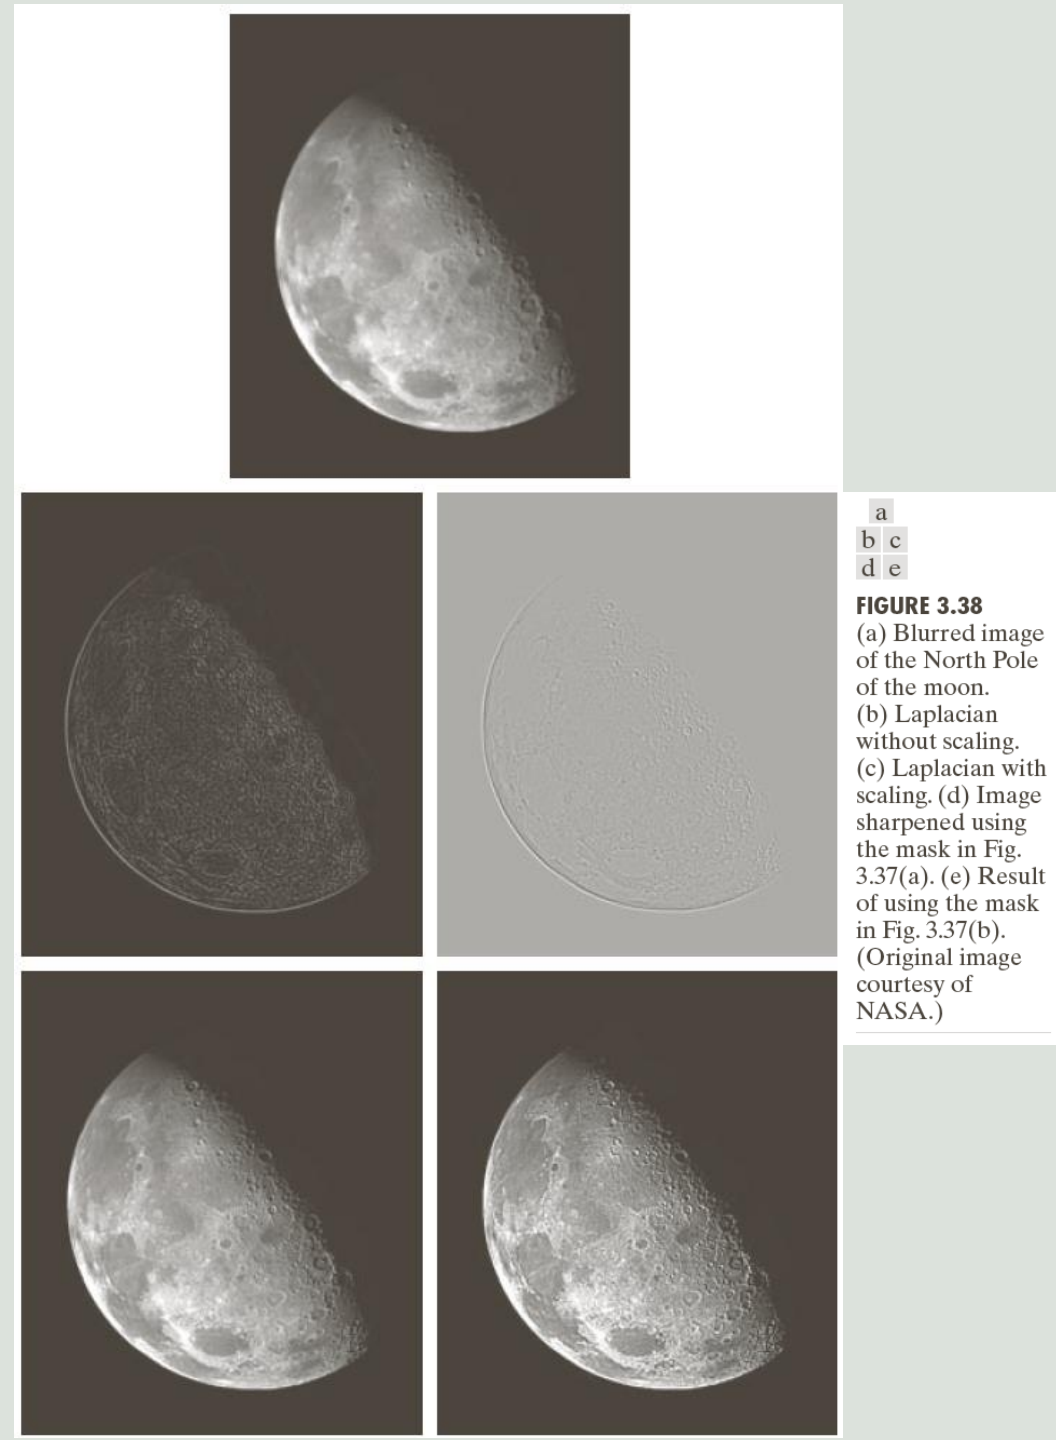 a
b c
d e
FIGURE 3.38
(a) Blurred image
of the North Pole
of the moon.
(b) Laplacian
without scaling.
(c) Laplacian with
scaling. (d) Image
sharpened using
the mask in Fig.
3.37(a). (e) Result
of using the mask
in Fig. 3.37(b).
(Original image
courtesy of
NASA.)